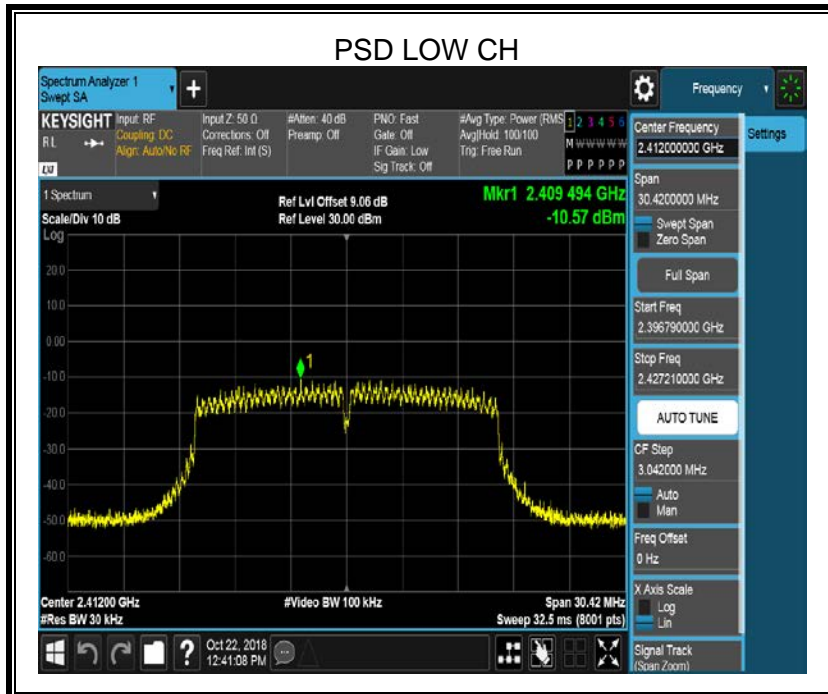 PSD LOW CH
Spectrum Analyzer 1
Swept SA
+
Frequency
KEYSIGHT
RL
LXI
Input: RF
Coupling: DC
Align: Auto/No RF
Input Z: 50 Ω
Corrections: Off
Freq Ref: Int (S)
#Atten: 40 dB
Preamp: Off
PNO: Fast
Gate: Off
IF Gain: Low
Sig Track: Off
#Avg Type: Power (RMS
Avg|Hold: 100/100
Trig: Free Run
1 2 3 4 5 6
M W W W W W
P P P P P P
1 Spectrum
Scale/Div 10 dB
Log
Ref Lvl Offset 9.06 dB
Ref Level 30.00 dBm
Mkr1 2.409 494 GHz
-10.57 dBm
20.0
10.0
0.00
-10.0
-20.0
-30.0
-40.0
-50.0
-60.0
1
Center 2.41200 GHz
#Res BW 30 kHz
#Video BW 100 kHz
Span 30.42 MHz
Sweep 32.5 ms (8001 pts)
?
Oct 22, 2018
12:41:08 PM
Center Frequency
2.412000000 GHz
Settings
Span
30.4200000 MHz
Swept Span
Zero Span
Full Span
Start Freq
2.396790000 GHz
Stop Freq
2.427210000 GHz
AUTO TUNE
CF Step
3.042000 MHz
Auto
Man
Freq Offset
0 Hz
X Axis Scale
Log
Lin
Signal Track
(Span Zoom)